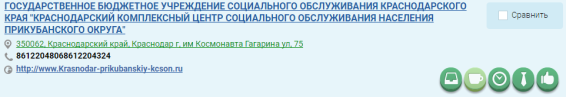 ГОСУДАРСТВЕННОЕ БЮДЖЕТНОЕ УЧРЕЖДЕНИЕ СОЦИАЛЬНОГО ОБСЛУЖИВАНИЯ КРАСНОДАРСКОГО
КРАЯ "КРАСНОДАРСКИЙ КОМПЛЕКСНЫЙ ЦЕНТР СОЦИАЛЬНОГО ОБСЛУЖИВАНИЯ НАСЕЛЕНИЯ
ПРИКУБАНСКОГО ОКРУГА"
Сравнить
350062, Краснодарский край, Краснодар г, им Космонавта Гагарина ул, 75
86122048068612204324
http://www.Krasnodar-prikubanskiy-kcson.ru